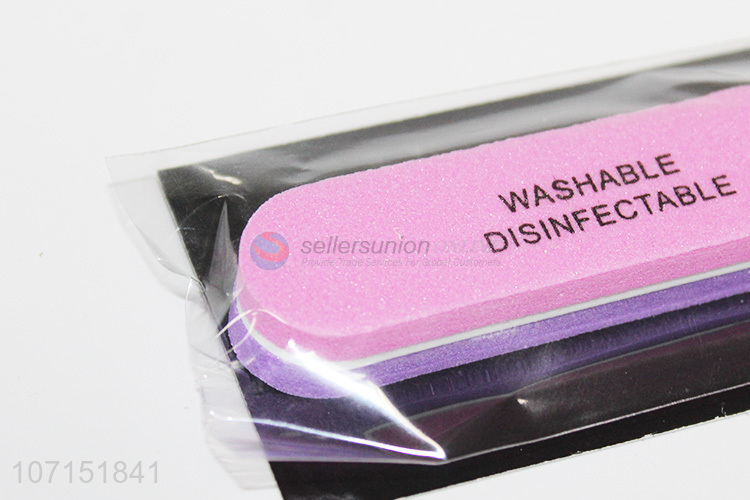 WASHABLE
DISINFECTABLE
sellersunion
107151841